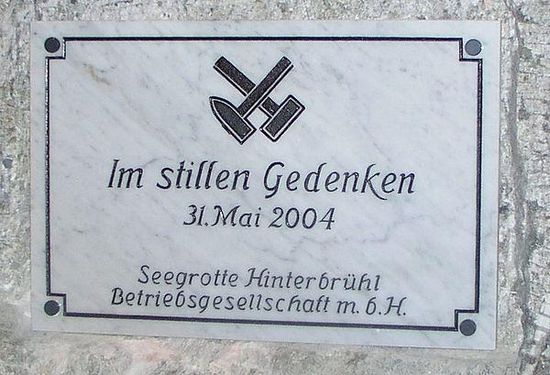 Im stillen Gedenken
31. Mai 2004
Seegrotte Hinterbrühl
Betriebsgesellschaft m. b. H.